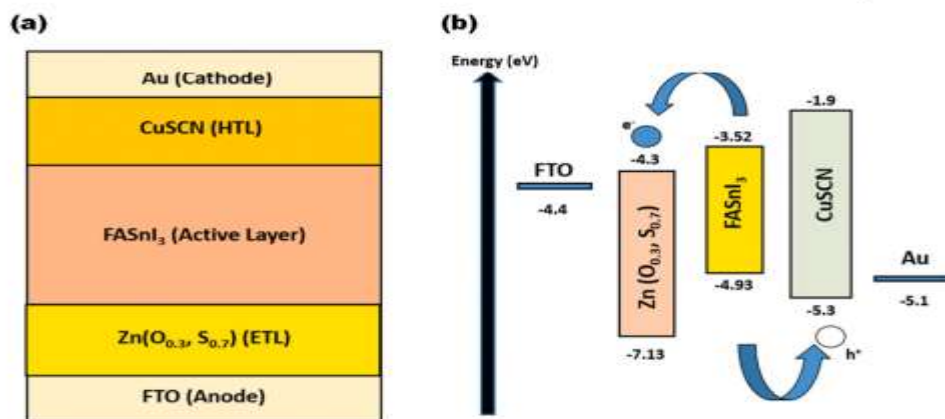 (a)
Au (Cathode)
CuSCN (HTL)
FASnI₃ (Active Layer)
Zn(O₀.₃, S₀.₇) (ETL)
FTO (Anode)
(b)
Energy (eV)
FTO
-4.4
e⁻
-4.3
Zn (O₀.₃, S₀.₇)
-7.13
-3.52
FASnI₃
-4.93
-1.9
CuSCN
-5.3
h⁺
Au
-5.1